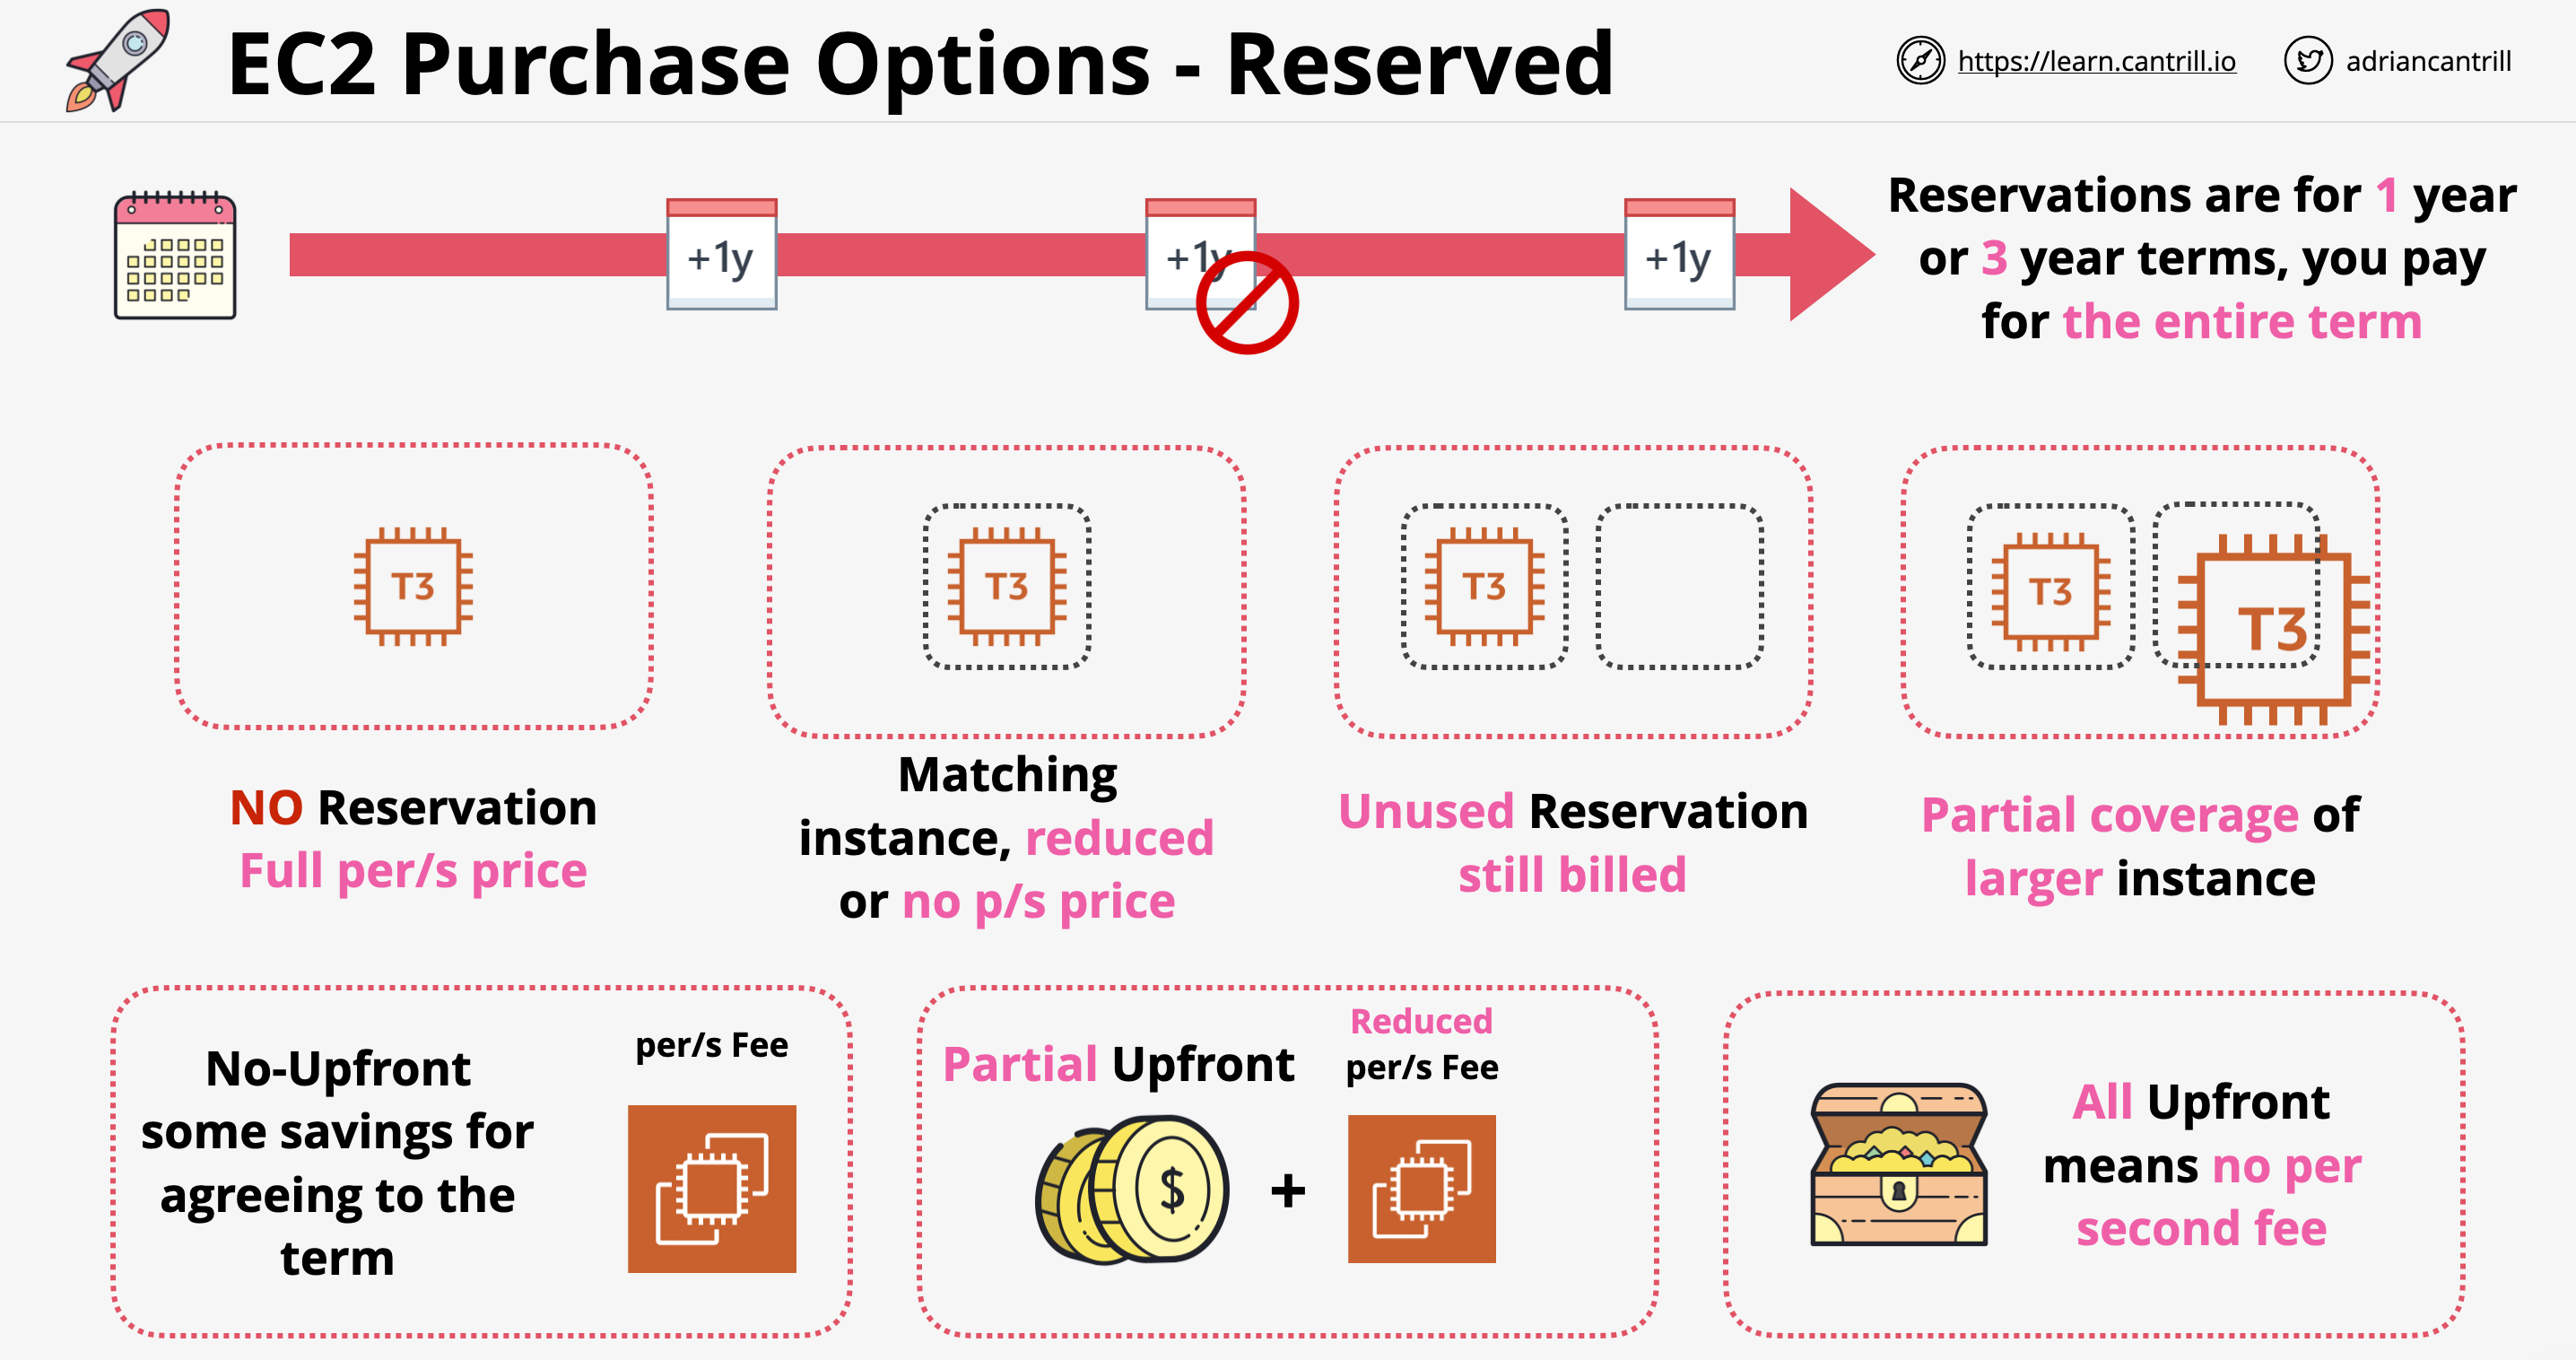 EC2 Purchase Options - Reserved
https://learn.cantrill.io
adriancantrill
+1y
+1y
+1y
Reservations are for 1 year
or 3 year terms, you pay
for the entire term
T3
T3
T3
T3
T3
NO Reservation
Full per/s price
Matching
instance, reduced
or no p/s price
Unused Reservation
still billed
Partial coverage of
larger instance
No-Upfront
some savings for
agreeing to the
term
per/s Fee
Partial Upfront
Reduced
per/s Fee
$
+
All Upfront
means no per
second fee